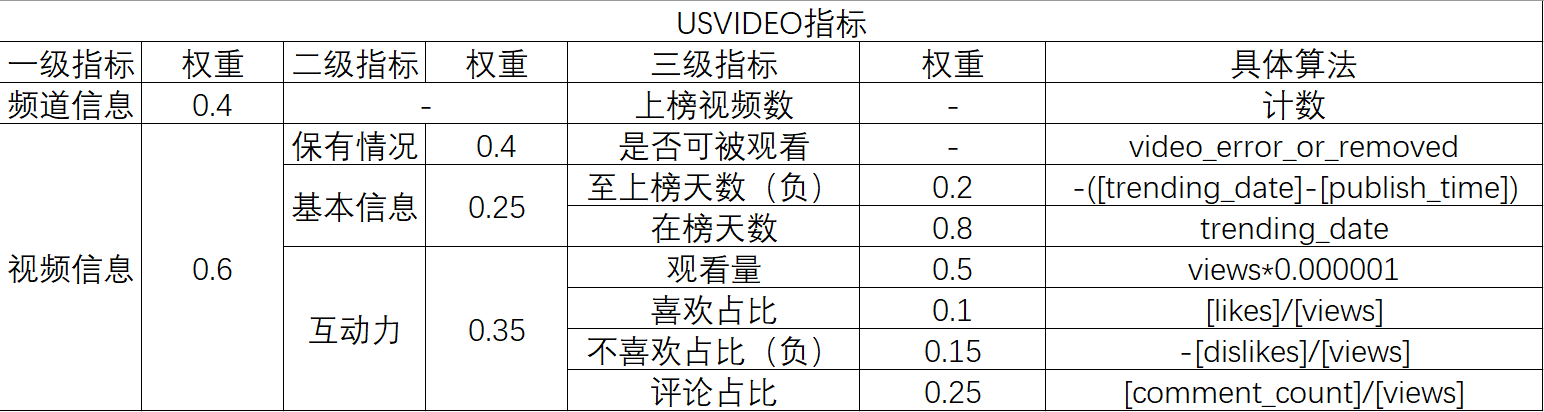 USVIDEO指标
一级指标 权重 二级指标 权重 三级指标 权重 具体算法
频道信息 0.4 - 上榜视频数 - 计数
视频信息 0.6 保有情况 0.4 是否可被观看 - video_error_or_removed
基本信息 0.25 至上榜天数（负） 0.2 -([trending_date]-[publish_time])
在榜天数 0.8 trending_date
互动力 0.35 观看量 0.5 views*0.000001
喜欢占比 0.1 [likes]/[views]
不喜欢占比（负） 0.15 -[dislikes]/[views]
评论占比 0.25 [comment_count]/[views]